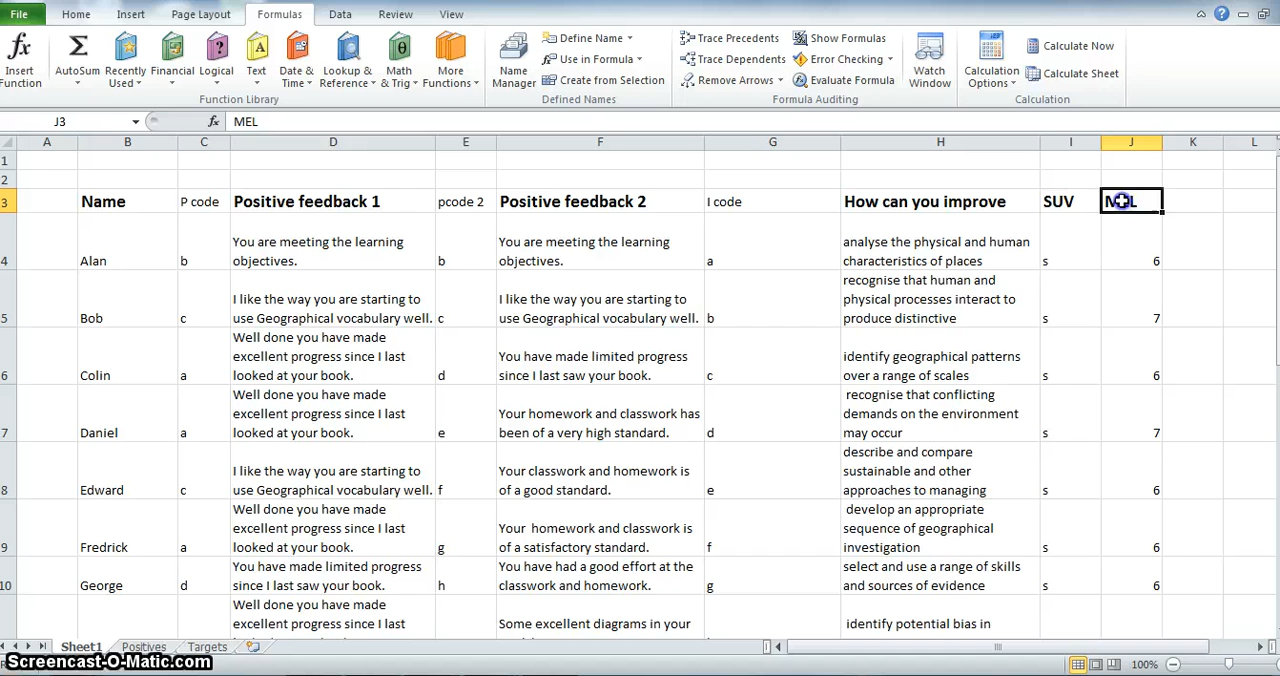 File Home Insert Page Layout Formulas Data Review View
fx Insert Function
Σ AutoSum
Recently Used
Financial
Logical
Text
Date & Time
Lookup & Reference
Math & Trig
More Functions
Function Library
Name Manager
Define Name
Use in Formula
Create from Selection
Defined Names
Trace Precedents
Trace Dependents
Remove Arrows
Show Formulas
Error Checking
Evaluate Formula
Formula Auditing
Watch Window
Calculation Options
Calculate Now
Calculate Sheet
Calculation
J3 fx MEL
A B C D E F G H I J K L
1
2
3 Name P code Positive feedback 1 pcode 2 Positive feedback 2 I code How can you improve SUV MEL
You are meeting the learning You are meeting the learning analyse the physical and human
4 Alan b objectives. b objectives. a characteristics of places s 6
recognise that human and
I like the way you are starting to I like the way you are starting to physical processes interact to
5 Bob c use Geographical vocabulary well. c use Geographical vocabulary well. b produce distinctive s 7
Well done you have made
excellent progress since I last You have made limited progress identify geographical patterns
6 Colin a looked at your book. d since I last saw your book. c over a range of scales s 6
Well done you have made recognise that conflicting
excellent progress since I last Your homework and classwork has demands on the environment
7 Daniel a looked at your book. e been of a very high standard. d may occur s 7
describe and compare
I like the way you are starting to Your classwork and homework is sustainable and other
8 Edward c use Geographical vocabulary well. f of a good standard. e approaches to managing s 6
Well done you have made develop an appropriate
excellent progress since I last Your homework and classwork is sequence of geographical
9 Fredrick a looked at your book. g of a satisfactory standard. f investigation s 6
You have made limited progress You have had a good effort at the select and use a range of skills
10 George d since I last saw your book. h classwork and homework. g and sources of evidence s 6
Well done you have made
excellent progress since I last Some excellent diagrams in your identify potential bias in
Sheet1 Positives Targets
Screencast-O-Matic.com 100%